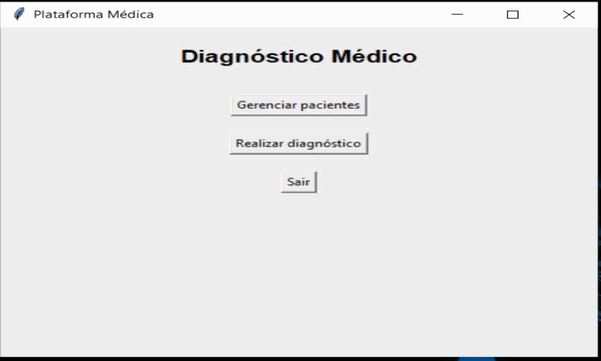 Plataforma Médica
Diagnóstico Médico
Gerenciar pacientes
Realizar diagnóstico
Sair